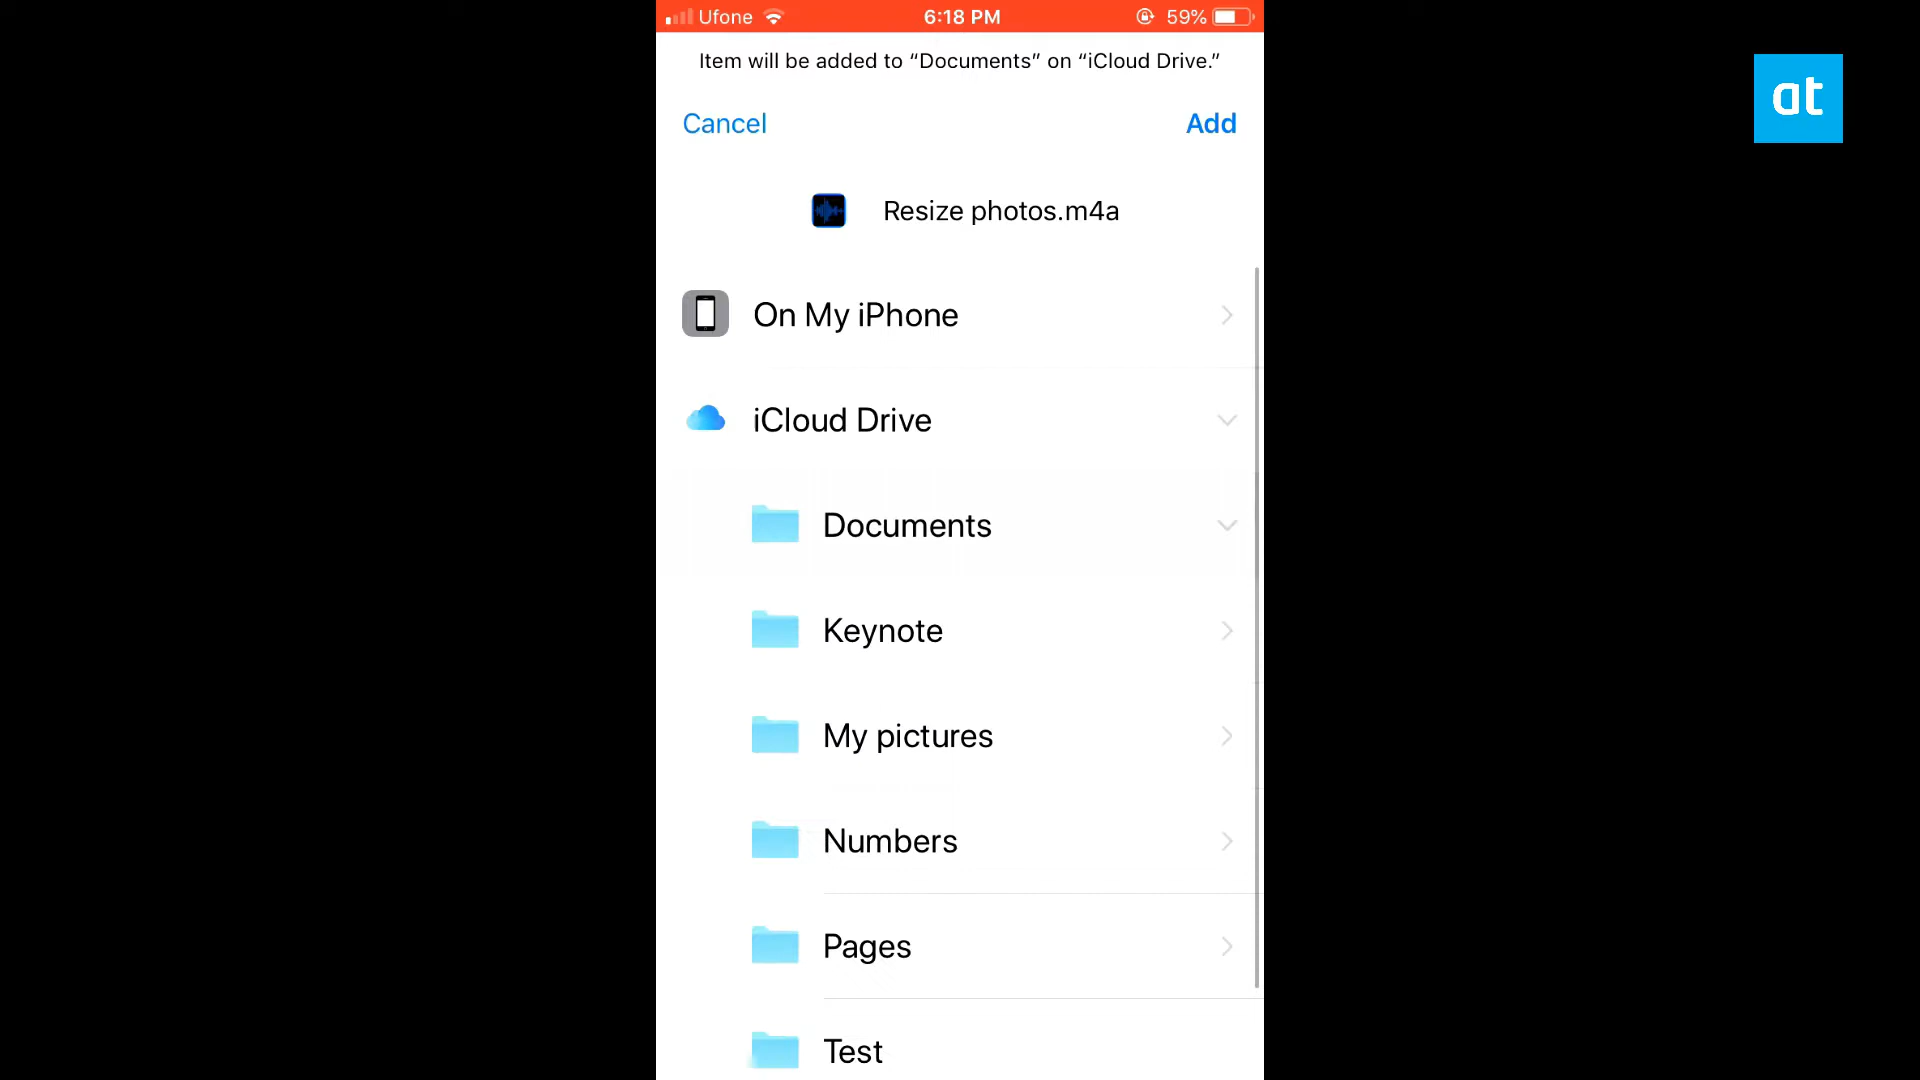 Ufone 6:18 PM 59%
Item will be added to “Documents” on “iCloud Drive.”
Cancel Add
Resize photos.m4a
On My iPhone
iCloud Drive
Documents
Keynote
My pictures
Numbers
Pages
Test
at